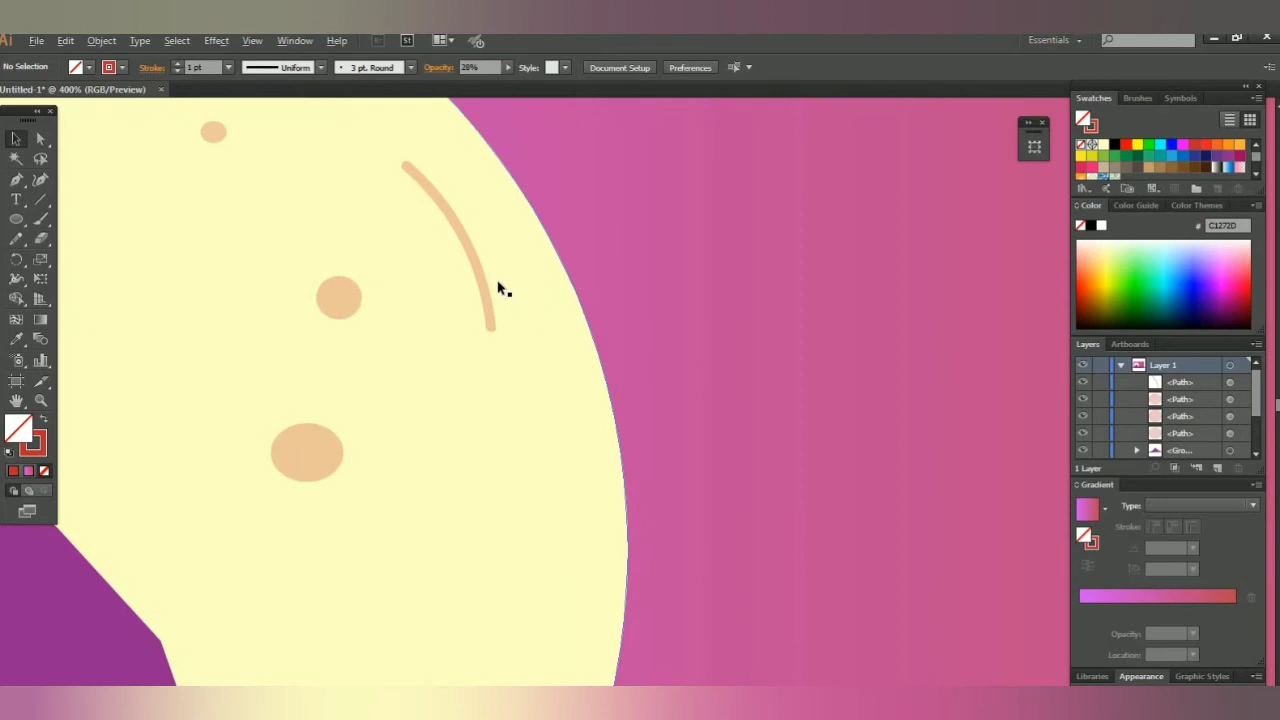 Ai File Edit Object Type Select Effect View Window Help Br St Essentials
No Selection Stroke: 1 pt Uniform 3 pt. Round Opacity: 28% Style: Document Setup Preferences
Untitled-1* @ 400% (RGB/Preview)
Swatches Brushes Symbols
Color Color Guide Color Themes
# C1272D
Layers Artboards
Layer 1
<Path>
<Path>
<Path>
<Path>
<Gro...
1 Layer
Gradient
Type:
Stroke:
Opacity:
Location:
Libraries Appearance Graphic Styles